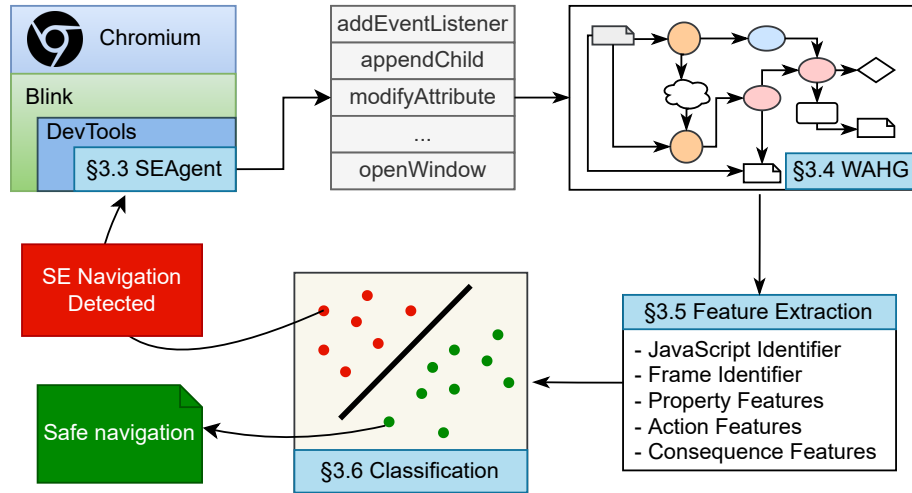 Chromium
Blink
DevTools
§3.3 SEAgent
addEventListener
appendChild
modifyAttribute
...
openWindow
§3.4 WAHG
SE Navigation
Detected
Safe navigation
§3.6 Classification
§3.5 Feature Extraction
- JavaScript Identifier
- Frame Identifier
- Property Features
- Action Features
- Consequence Features